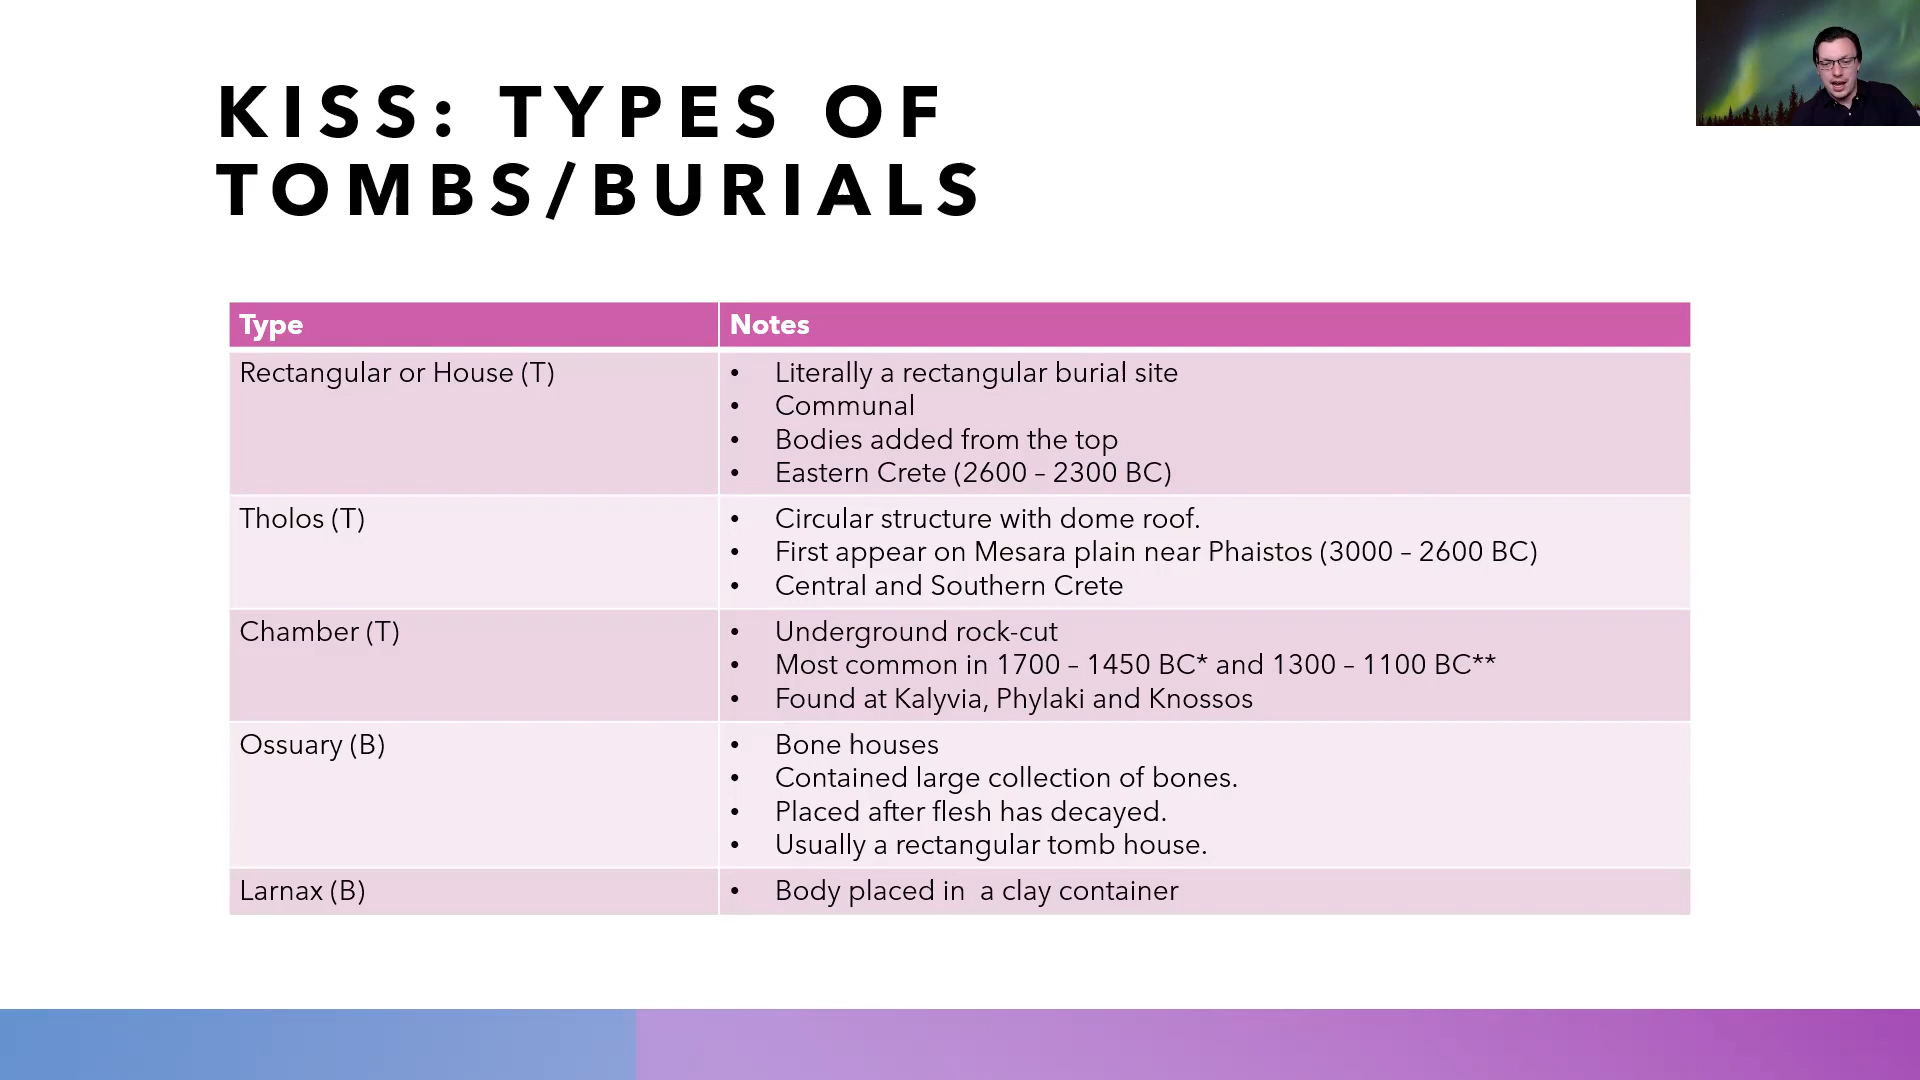 KISS: TYPES OF
TOMBS/BURIALS
Type
Notes
Rectangular or House (T)
• Literally a rectangular burial site
• Communal
• Bodies added from the top
• Eastern Crete (2600 – 2300 BC)
Tholos (T)
• Circular structure with dome roof.
• First appear on Mesara plain near Phaistos (3000 – 2600 BC)
• Central and Southern Crete
Chamber (T)
• Underground rock-cut
• Most common in 1700 – 1450 BC* and 1300 – 1100 BC**
• Found at Kalyvia, Phylaki and Knossos
Ossuary (B)
• Bone houses
• Contained large collection of bones.
• Placed after flesh has decayed.
• Usually a rectangular tomb house.
Larnax (B)
• Body placed in  a clay container